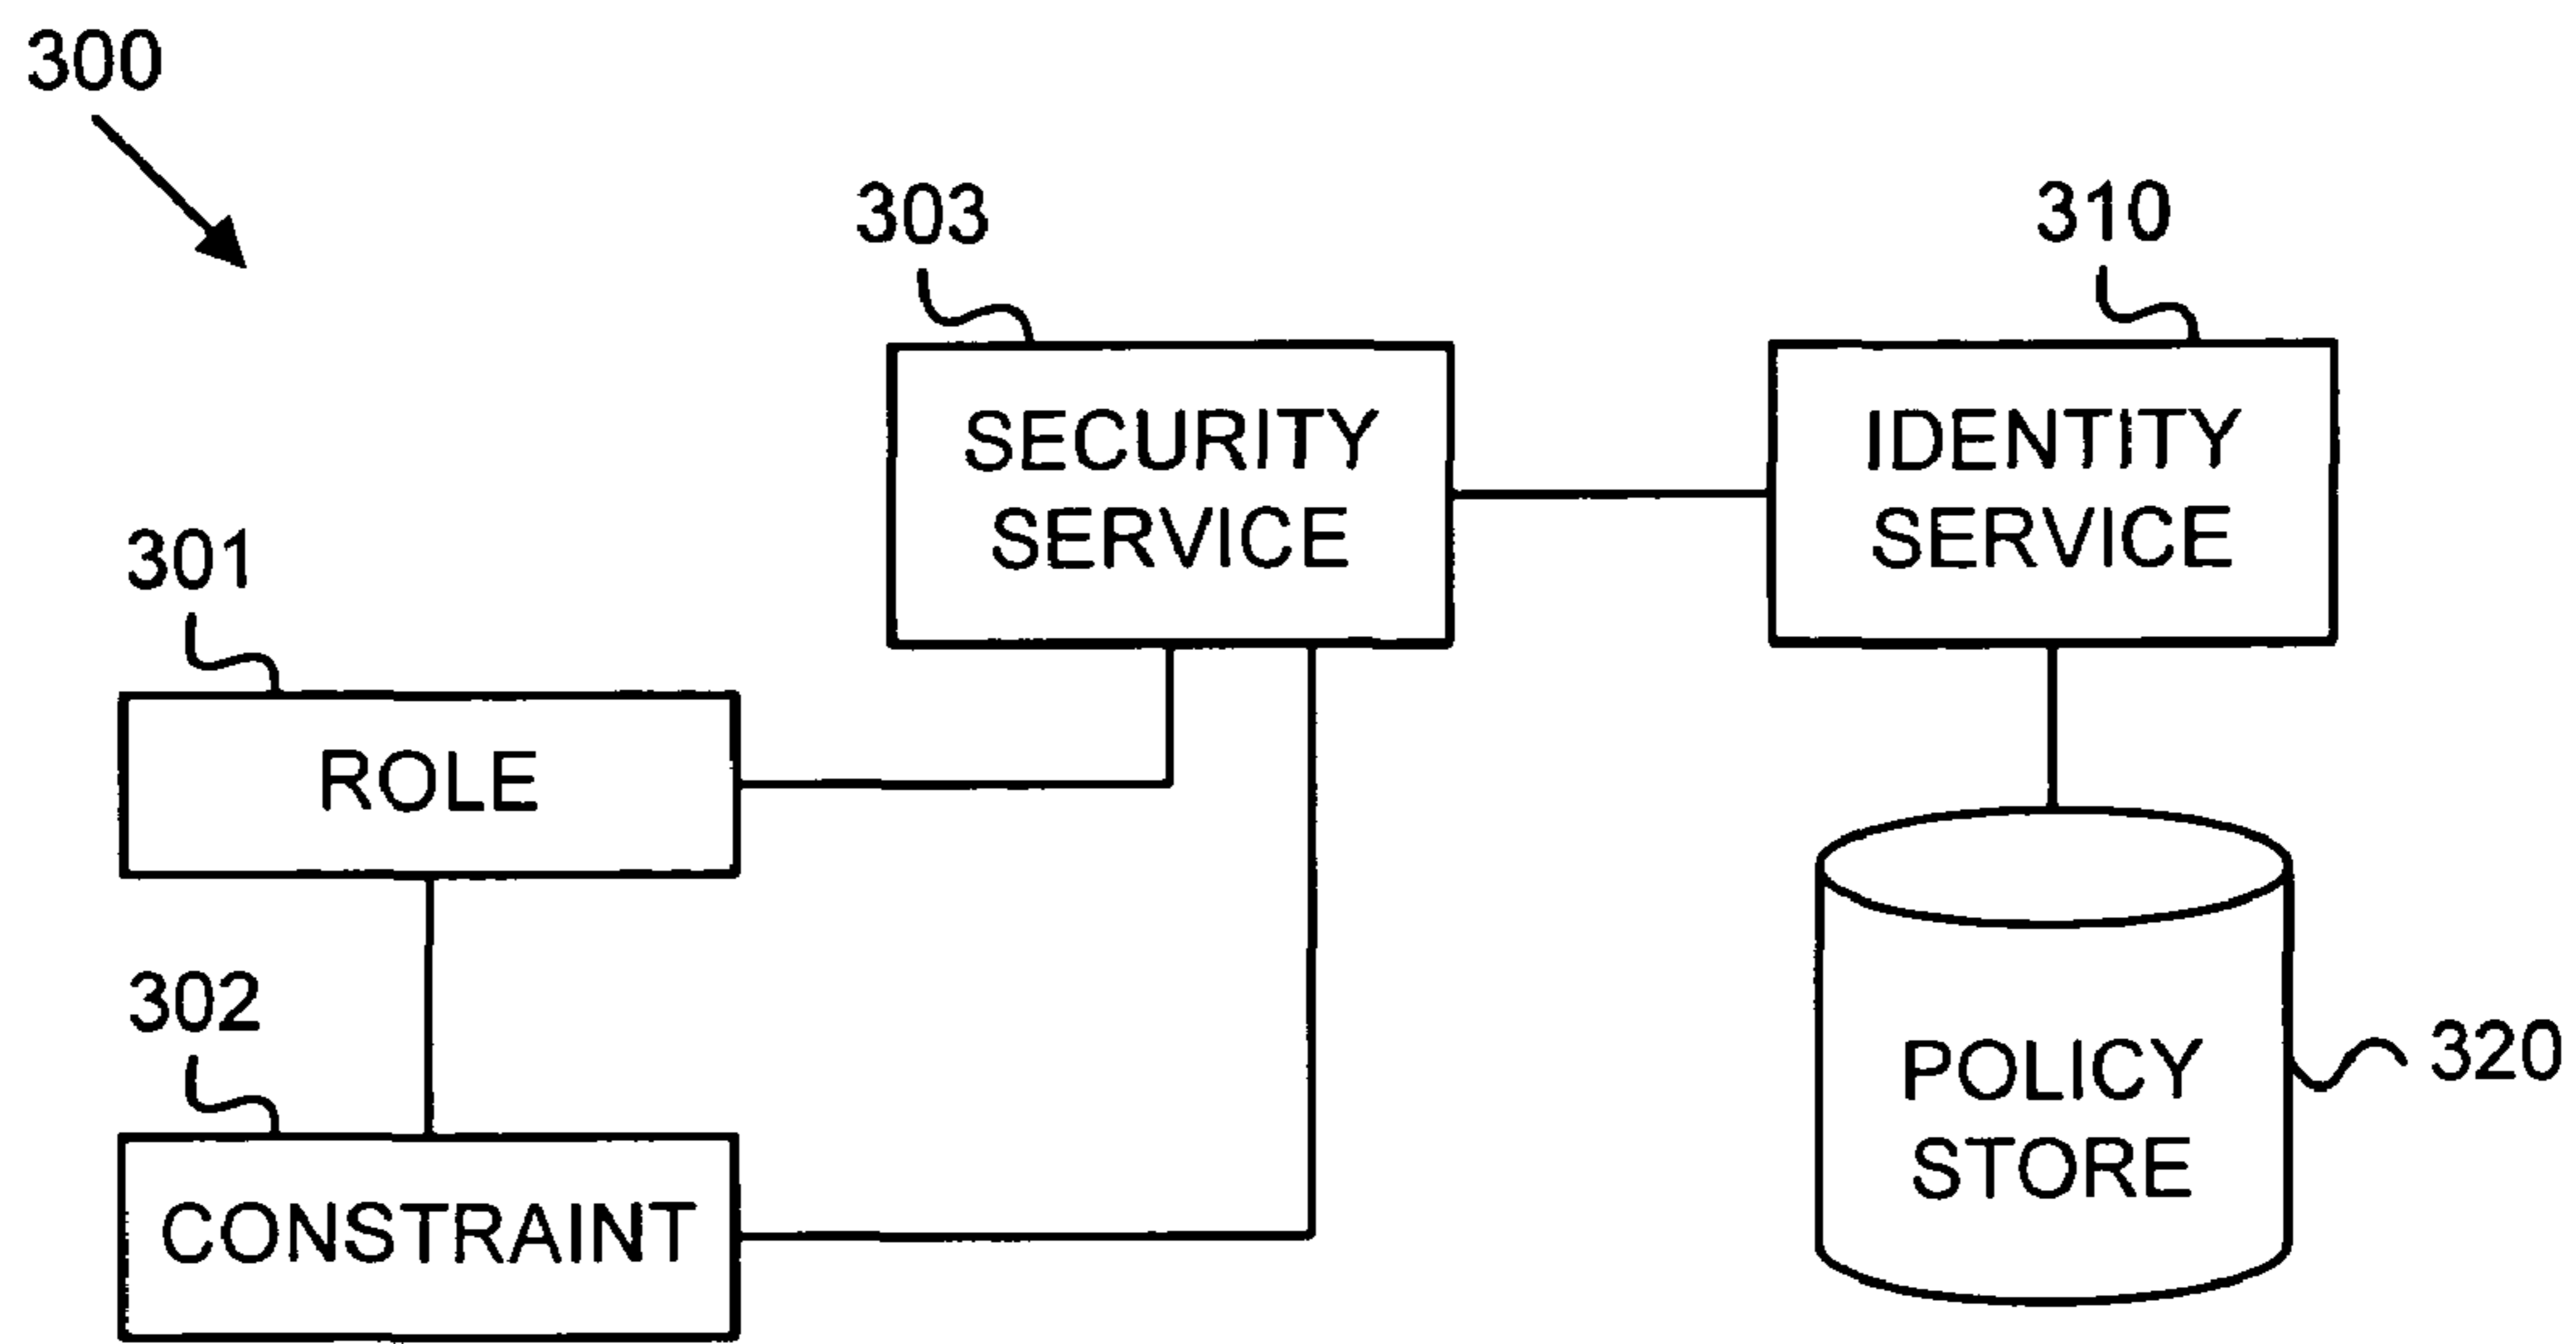 300
303
310
SECURITY
SERVICE
IDENTITY
SERVICE
301
ROLE
302
CONSTRAINT
POLICY
STORE
320